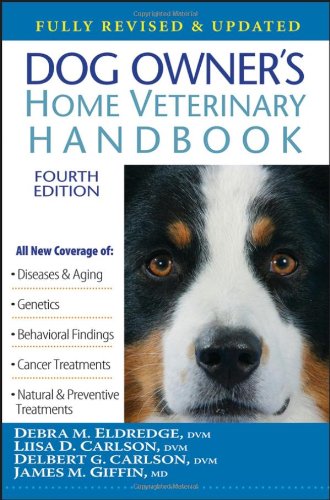 FULLY REVISED & UPDATED
DOG OWNER'S
HOME VETERINARY
HANDBOOK
FOURTH
EDITION
All New Coverage of:
• Diseases & Aging
• Genetics
• Behavioral Findings
• Cancer Treatments
• Natural & Preventive
Treatments
DEBRA M. ELDREDGE, DVM
LIISA D. CARLSON, DVM
DELBERT G. CARLSON, DVM
JAMES M. GIFFIN, MD